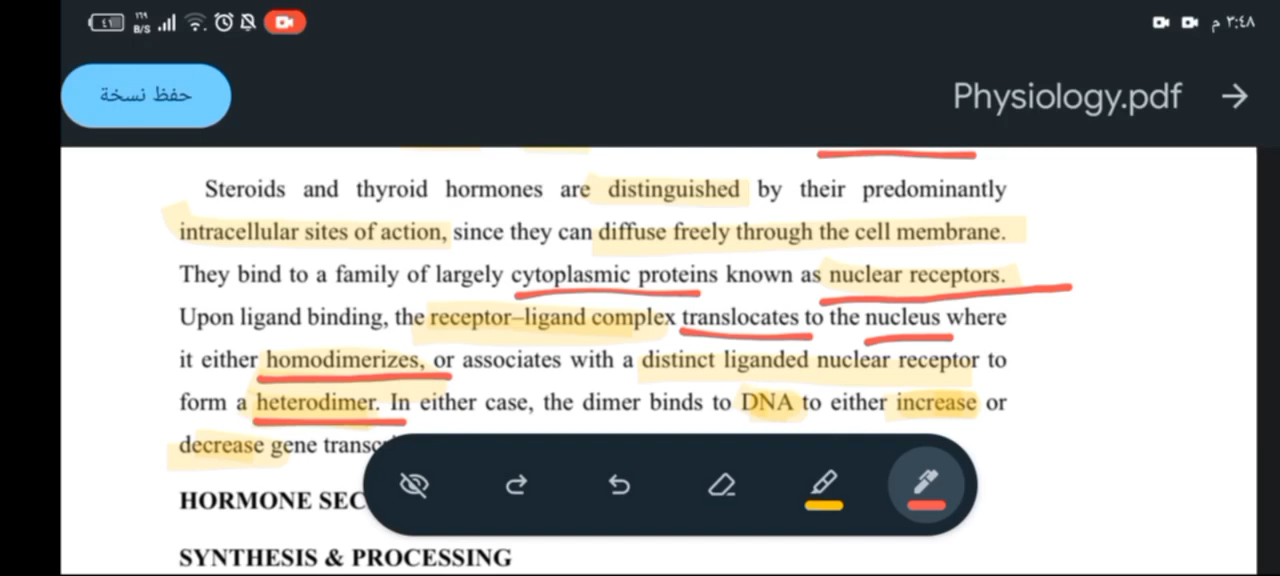 ١٦٩
B/S
٤٦
٣:٤٨ م
حفظ نسخة
Physiology.pdf
Steroids and thyroid hormones are distinguished by their predominantly
intracellular sites of action, since they can diffuse freely through the cell membrane.
They bind to a family of largely cytoplasmic proteins known as nuclear receptors.
Upon ligand binding, the receptor–ligand complex translocates to the nucleus where
it either homodimerizes, or associates with a distinct liganded nuclear receptor to
form a heterodimer. In either case, the dimer binds to DNA to either increase or
decrease gene
HORMONE
SYNTHESIS & PROCESSING